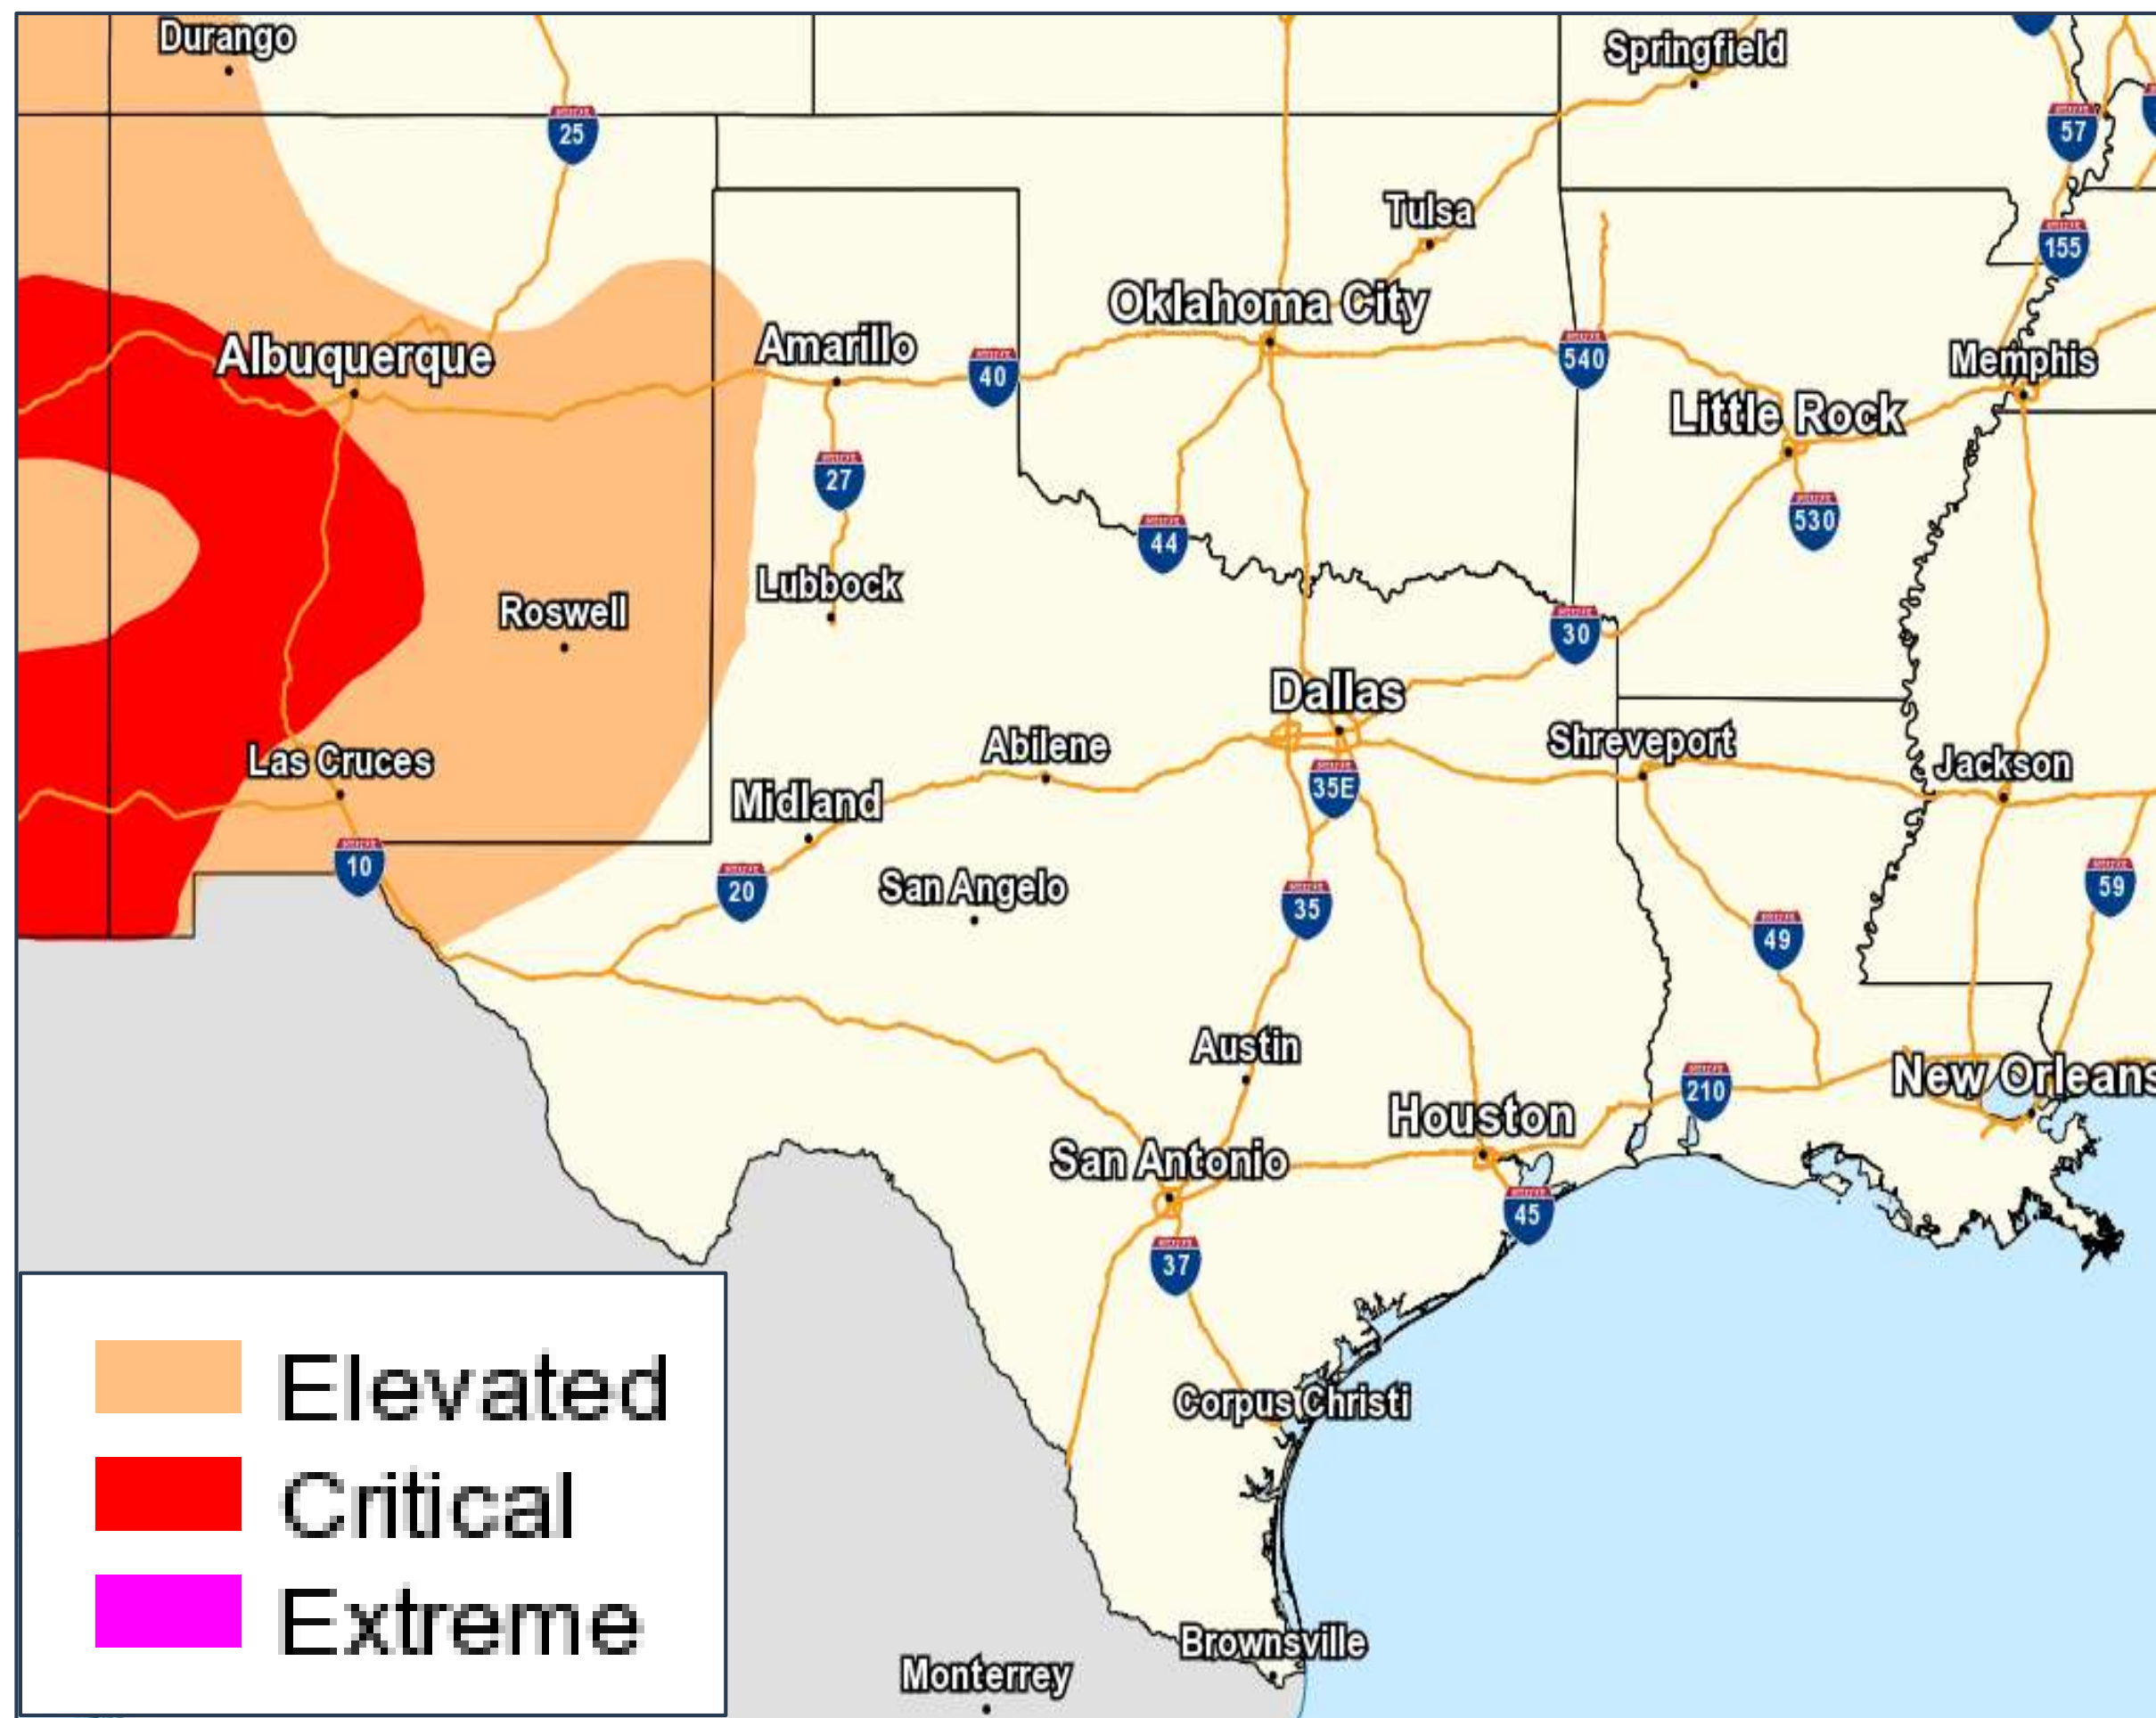 Durango
Springfield
25
57
Tulsa
155
Oklahoma City
Albuquerque
Amarillo
40
540
Memphis
Little Rock
27
530
44
Lubbock
Roswell
30
Dallas
Las Cruces
Abilene
Shreveport
Jackson
35E
Midland
10
20
San Angelo
35
59
49
Austin
210
New Orleans
Houston
San Antonio
45
37
Elevated
Corpus Christi
Critical
Extreme
Brownsville
Monterrey